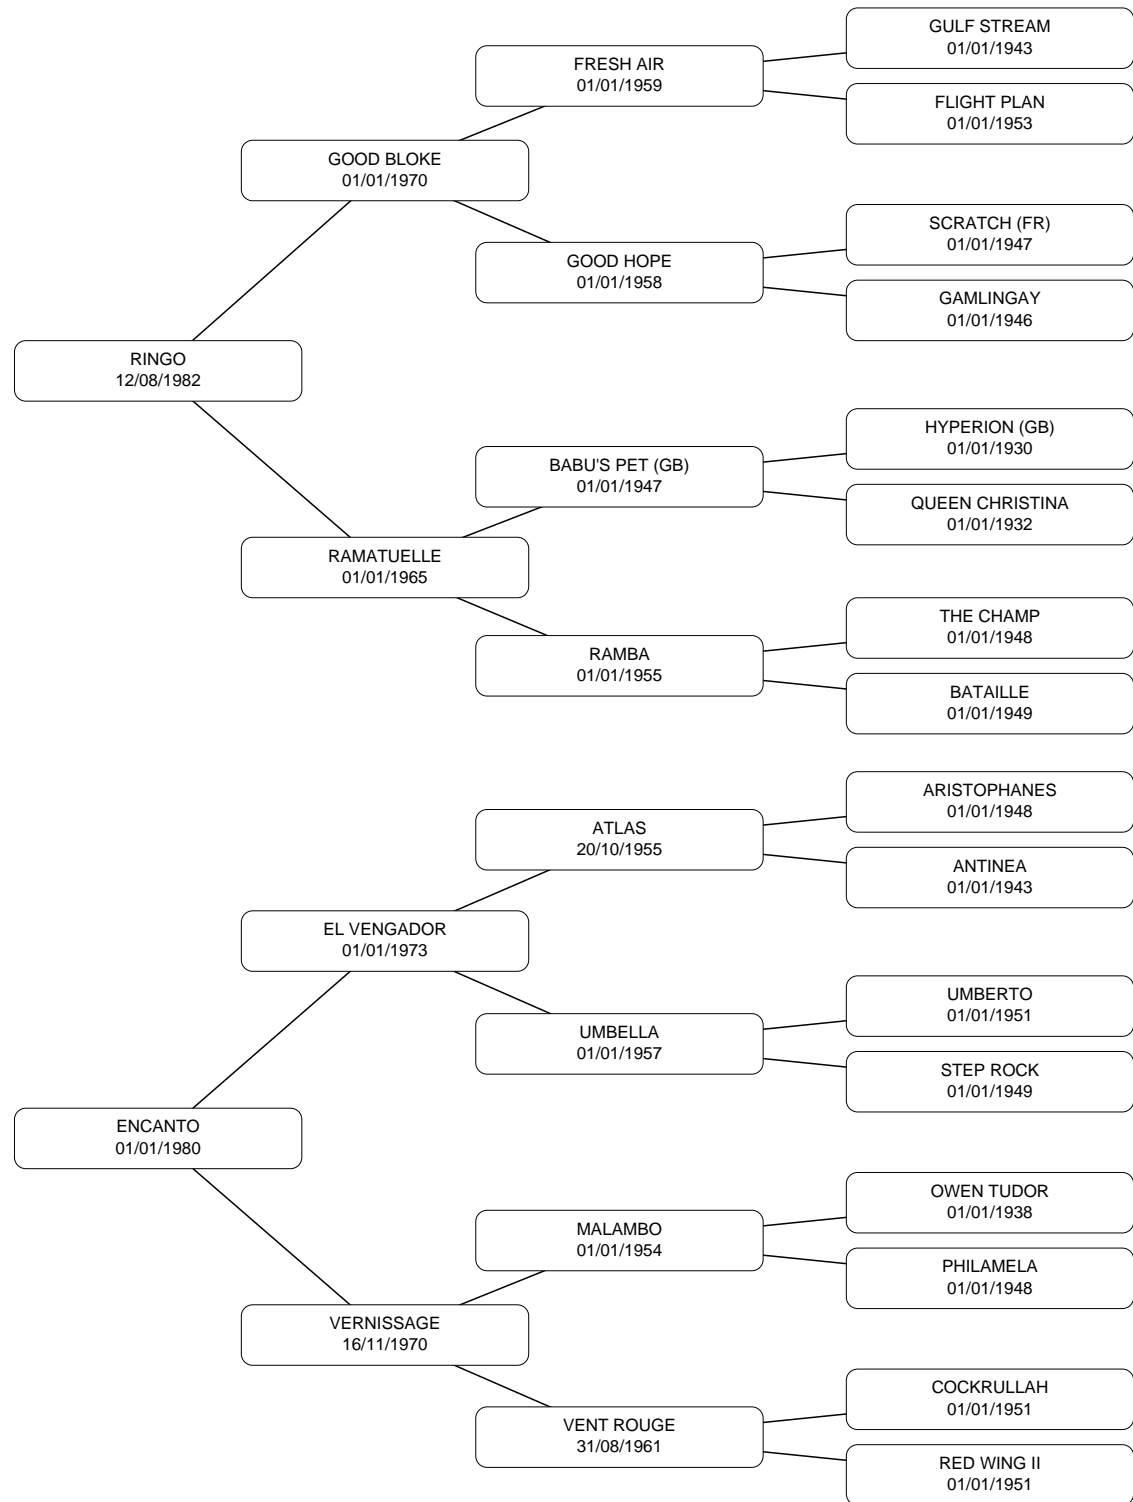 GULF STREAM
01/01/1943
FRESH AIR
01/01/1959
FLIGHT PLAN
01/01/1953
GOOD BLOKE
01/01/1970
SCRATCH (FR)
01/01/1947
GOOD HOPE
01/01/1958
GAMLINGAY
01/01/1946
RINGO
12/08/1982
HYPERION (GB)
01/01/1930
BABU'S PET (GB)
01/01/1947
QUEEN CHRISTINA
01/01/1932
RAMATUELLE
01/01/1965
THE CHAMP
01/01/1948
RAMBA
01/01/1955
BATAILLE
01/01/1949
ARISTOPHANES
01/01/1948
ATLAS
20/10/1955
ANTINEA
01/01/1943
EL VENGADOR
01/01/1973
UMBERTO
01/01/1951
UMBELLA
01/01/1957
STEP ROCK
01/01/1949
ENCANTO
01/01/1980
OWEN TUDOR
01/01/1938
MALAMBO
01/01/1954
PHILAMELA
01/01/1948
VERNISSAGE
16/11/1970
COCKRULLAH
01/01/1951
VENT ROUGE
31/08/1961
RED WING II
01/01/1951